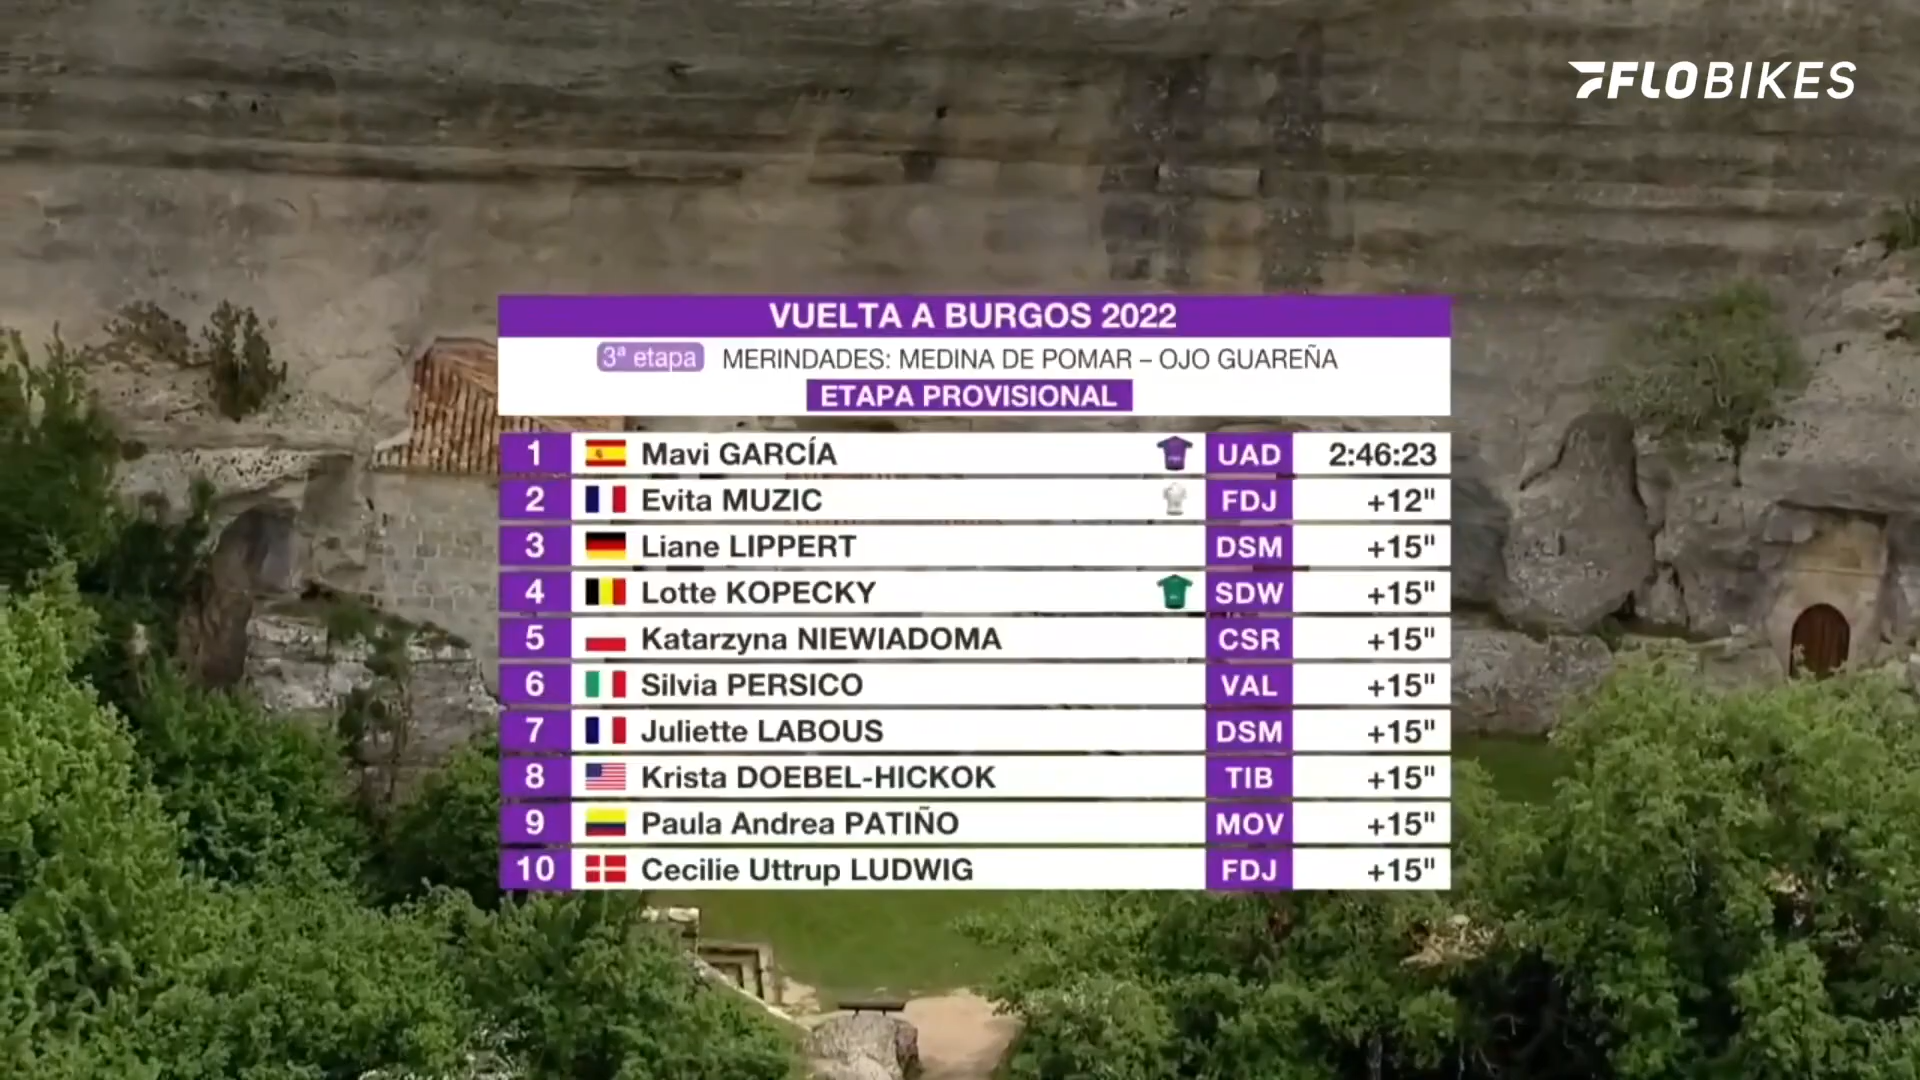 FLOBIKES
VUELTA A BURGOS 2022
3ª etapa MERINDADES: MEDINA DE POMAR – OJO GUAREÑA
ETAPA PROVISIONAL
1 Mavi GARCÍA UAD 2:46:23
2 Evita MUZIC FDJ +12"
3 Liane LIPPERT DSM +15"
4 Lotte KOPECKY SDW +15"
5 Katarzyna NIEWIADOMA CSR +15"
6 Silvia PERSICO VAL +15"
7 Juliette LABOUS DSM +15"
8 Krista DOEBEL-HICKOK TIB +15"
9 Paula Andrea PATIÑO MOV +15"
10 Cecilie Uttrup LUDWIG FDJ +15"